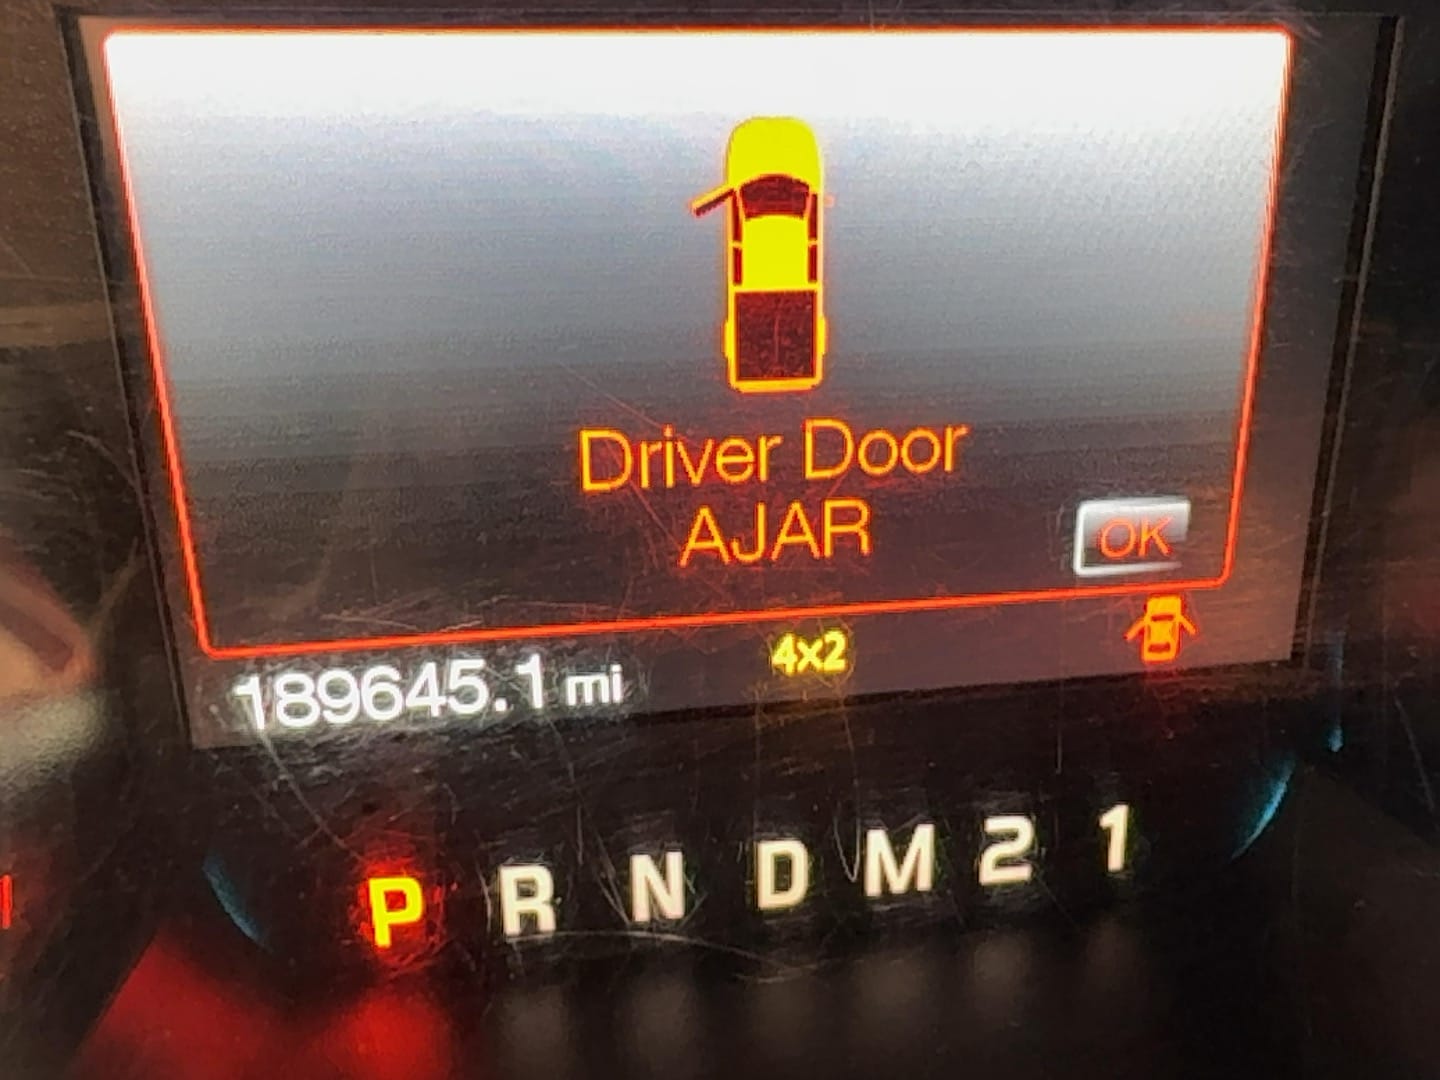 Driver Door
AJAR
OK
189645.1 mi
4x2
P R N D M 2 1